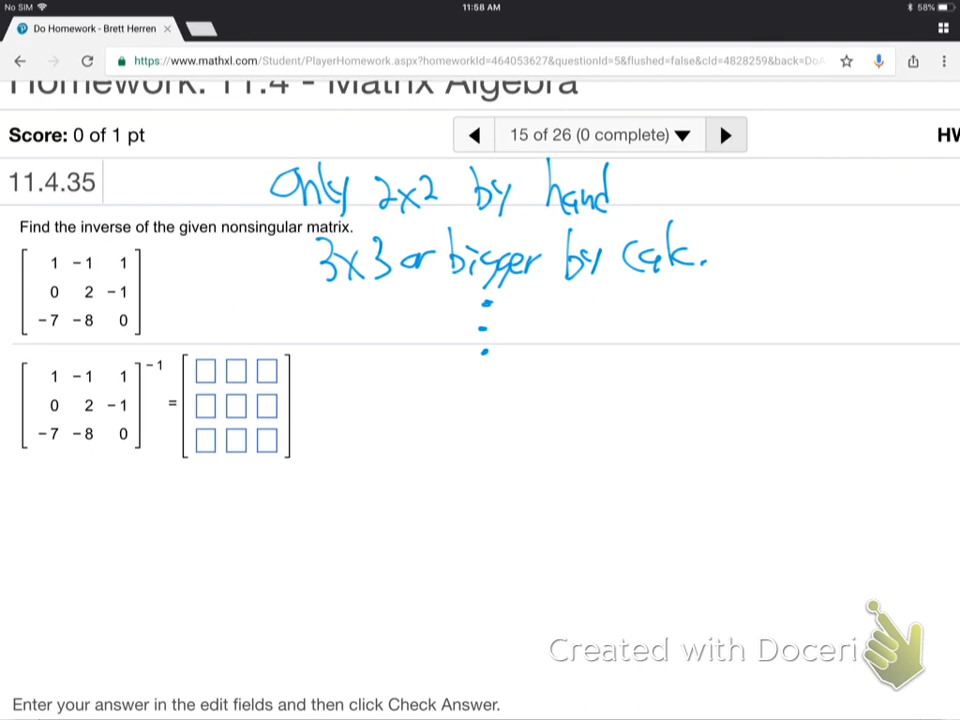 No SIM 11:58 AM 58%
Do Homework - Brett Herren ×
https://www.mathxl.com/Student/PlayerHomework.aspx?homeworkId=464053627&questionId=5&flushed=false&cld=4828259&back=Do
Homework: 11.4 - Matrix Algebra
Score: 0 of 1 pt 15 of 26 (0 complete) HW
11.4.35
Only 2x2 by hand
Find the inverse of the given nonsingular matrix.
3x3 or bigger by calc.
1 -1 1
0 2 -1
-7 -8 0
1 -1 1 -1
0 2 -1 =
-7 -8 0
Created with Doceri
Enter your answer in the edit fields and then click Check Answer.